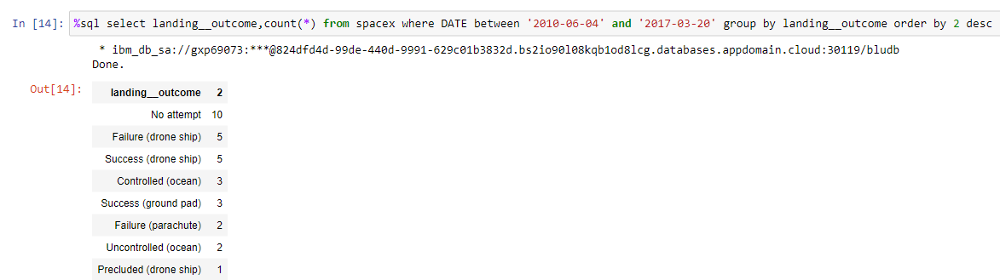 In [14]: %sql select landing__outcome,count(*) from spacex where DATE between '2010-06-04' and '2017-03-20' group by landing__outcome order by 2 desc
* ibm_db_sa://gxp69073:***@824dfd4d-99de-440d-9991-629c01b3832d.bs2io90l08kqb1od8lcg.databases.appdomain.cloud:30119/bludb
Done.
Out[14]: landing__outcome 2
No attempt 10
Failure (drone ship) 5
Success (drone ship) 5
Controlled (ocean) 3
Success (ground pad) 3
Failure (parachute) 2
Uncontrolled (ocean) 2
Precluded (drone ship) 1